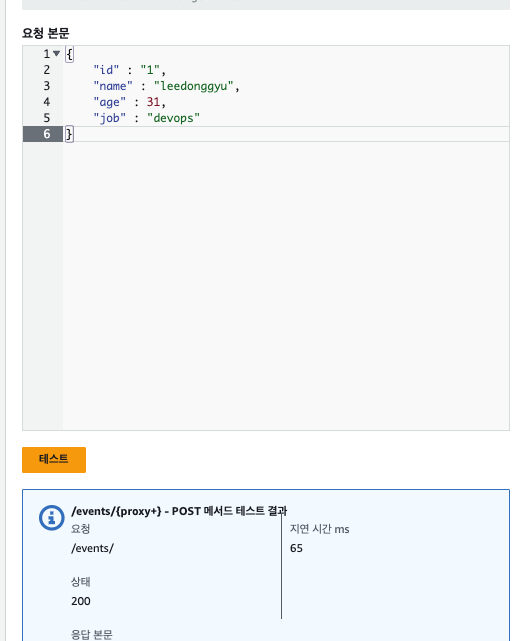 요청 본문
1 {
2 "id" : "1",
3 "name" : "leedonggyu",
4 "age" : 31,
5 "job" : "devops"
6 }
테스트
/events/{proxy+} - POST 메서드 테스트 결과
요청
지연 시간 ms
/events/
65
상태
200
응답 본문